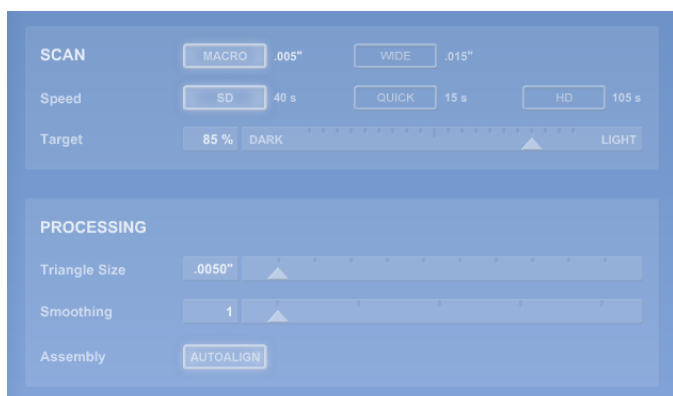 SCAN MACRO .005" WIDE .015"
Speed SD 40 s QUICK 15 s HD 105 s
Target 85 % DARK LIGHT
PROCESSING
Triangle Size .0050"
Smoothing 1
Assembly AUTOALIGN